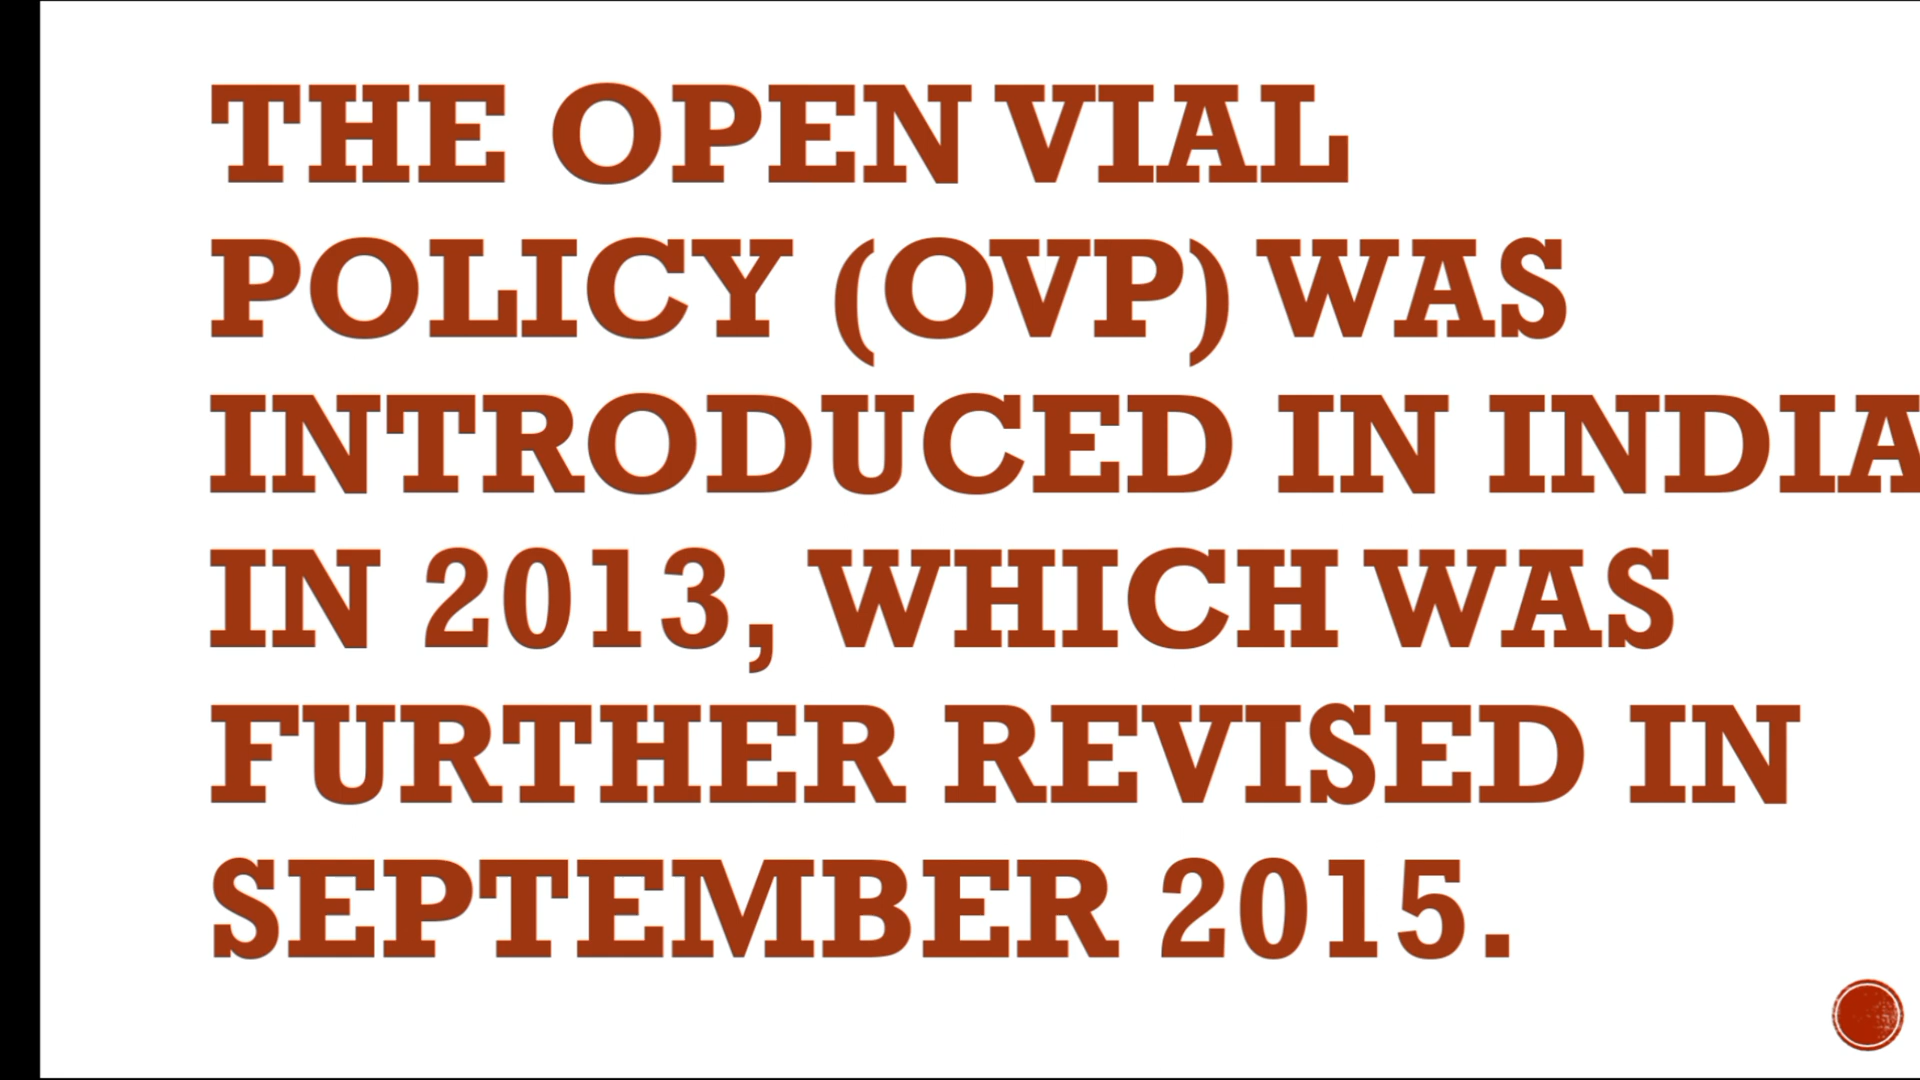 THE OPEN VIAL
POLICY (OVP) WAS
INTRODUCED IN INDIA
IN 2013, WHICH WAS
FURTHER REVISED IN
SEPTEMBER 2015.